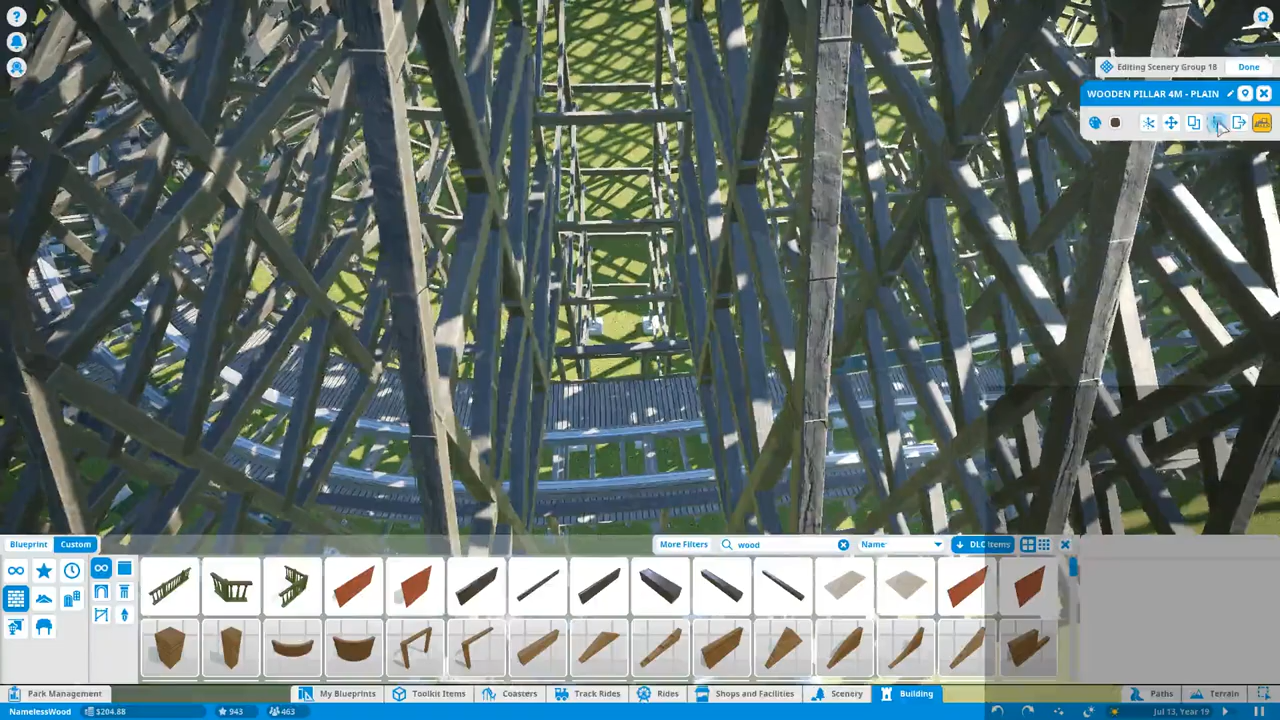 ?
Editing Scenery Group 18 Done
WOODEN PILLAR 4M - PLAIN
Blueprint Custom More Filters wood Name DLC Items
Park Management My Blueprints Toolkit Items Coasters Track Rides Rides Shops and Facilities Scenery Building Paths Terrain
NamelessWood $204.88 943 463 Jul 13, Year 19